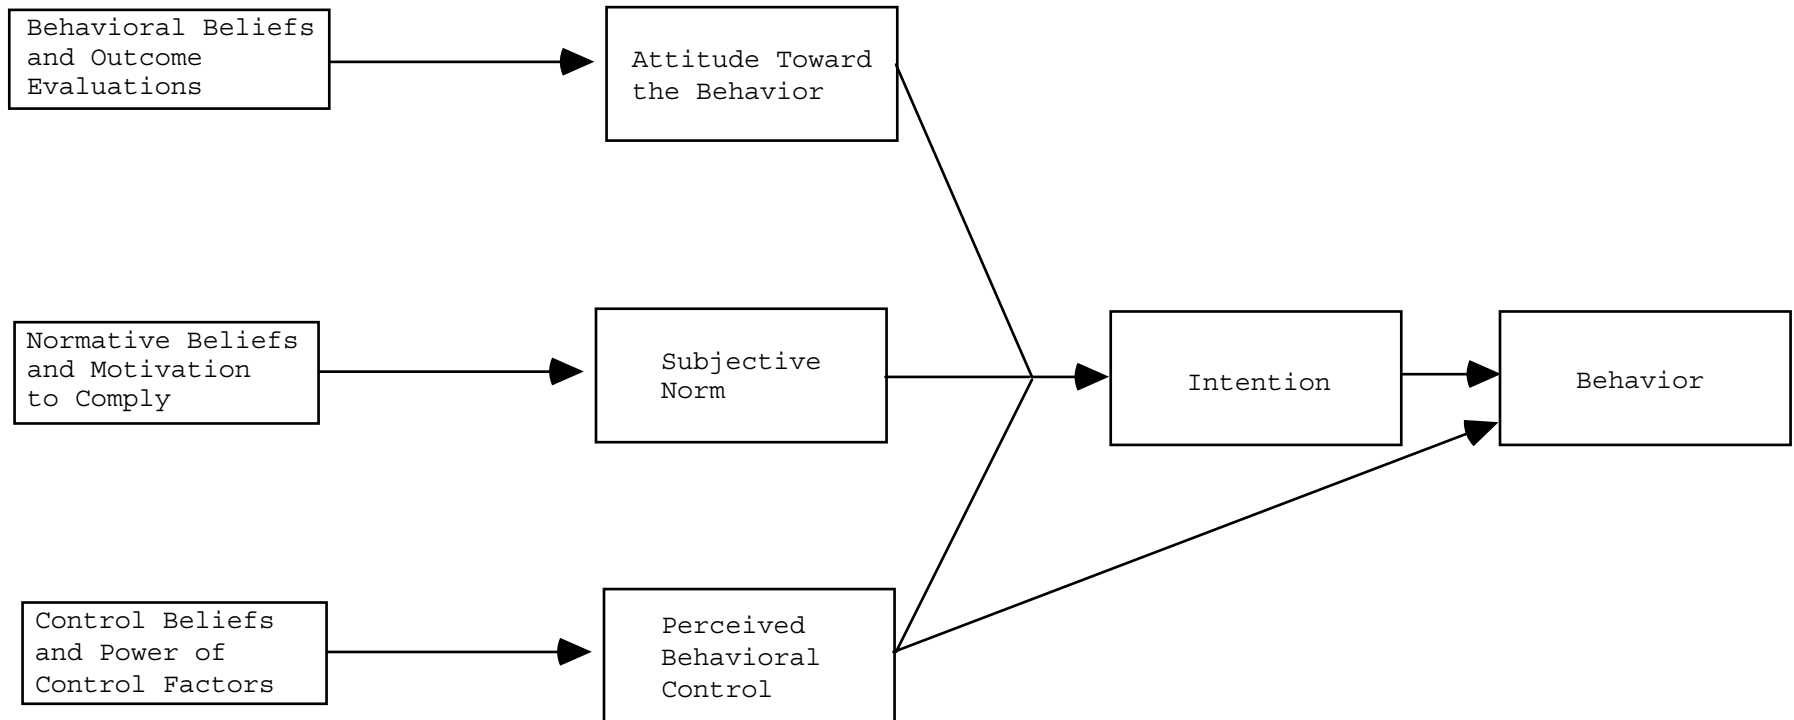 Behavioral Beliefs
and Outcome
Evaluations
Attitude Toward
the Behavior
Normative Beliefs
and Motivation
to Comply
Subjective
Norm
Intention
Behavior
Control Beliefs
and Power of
Control Factors
Perceived
Behavioral
Control